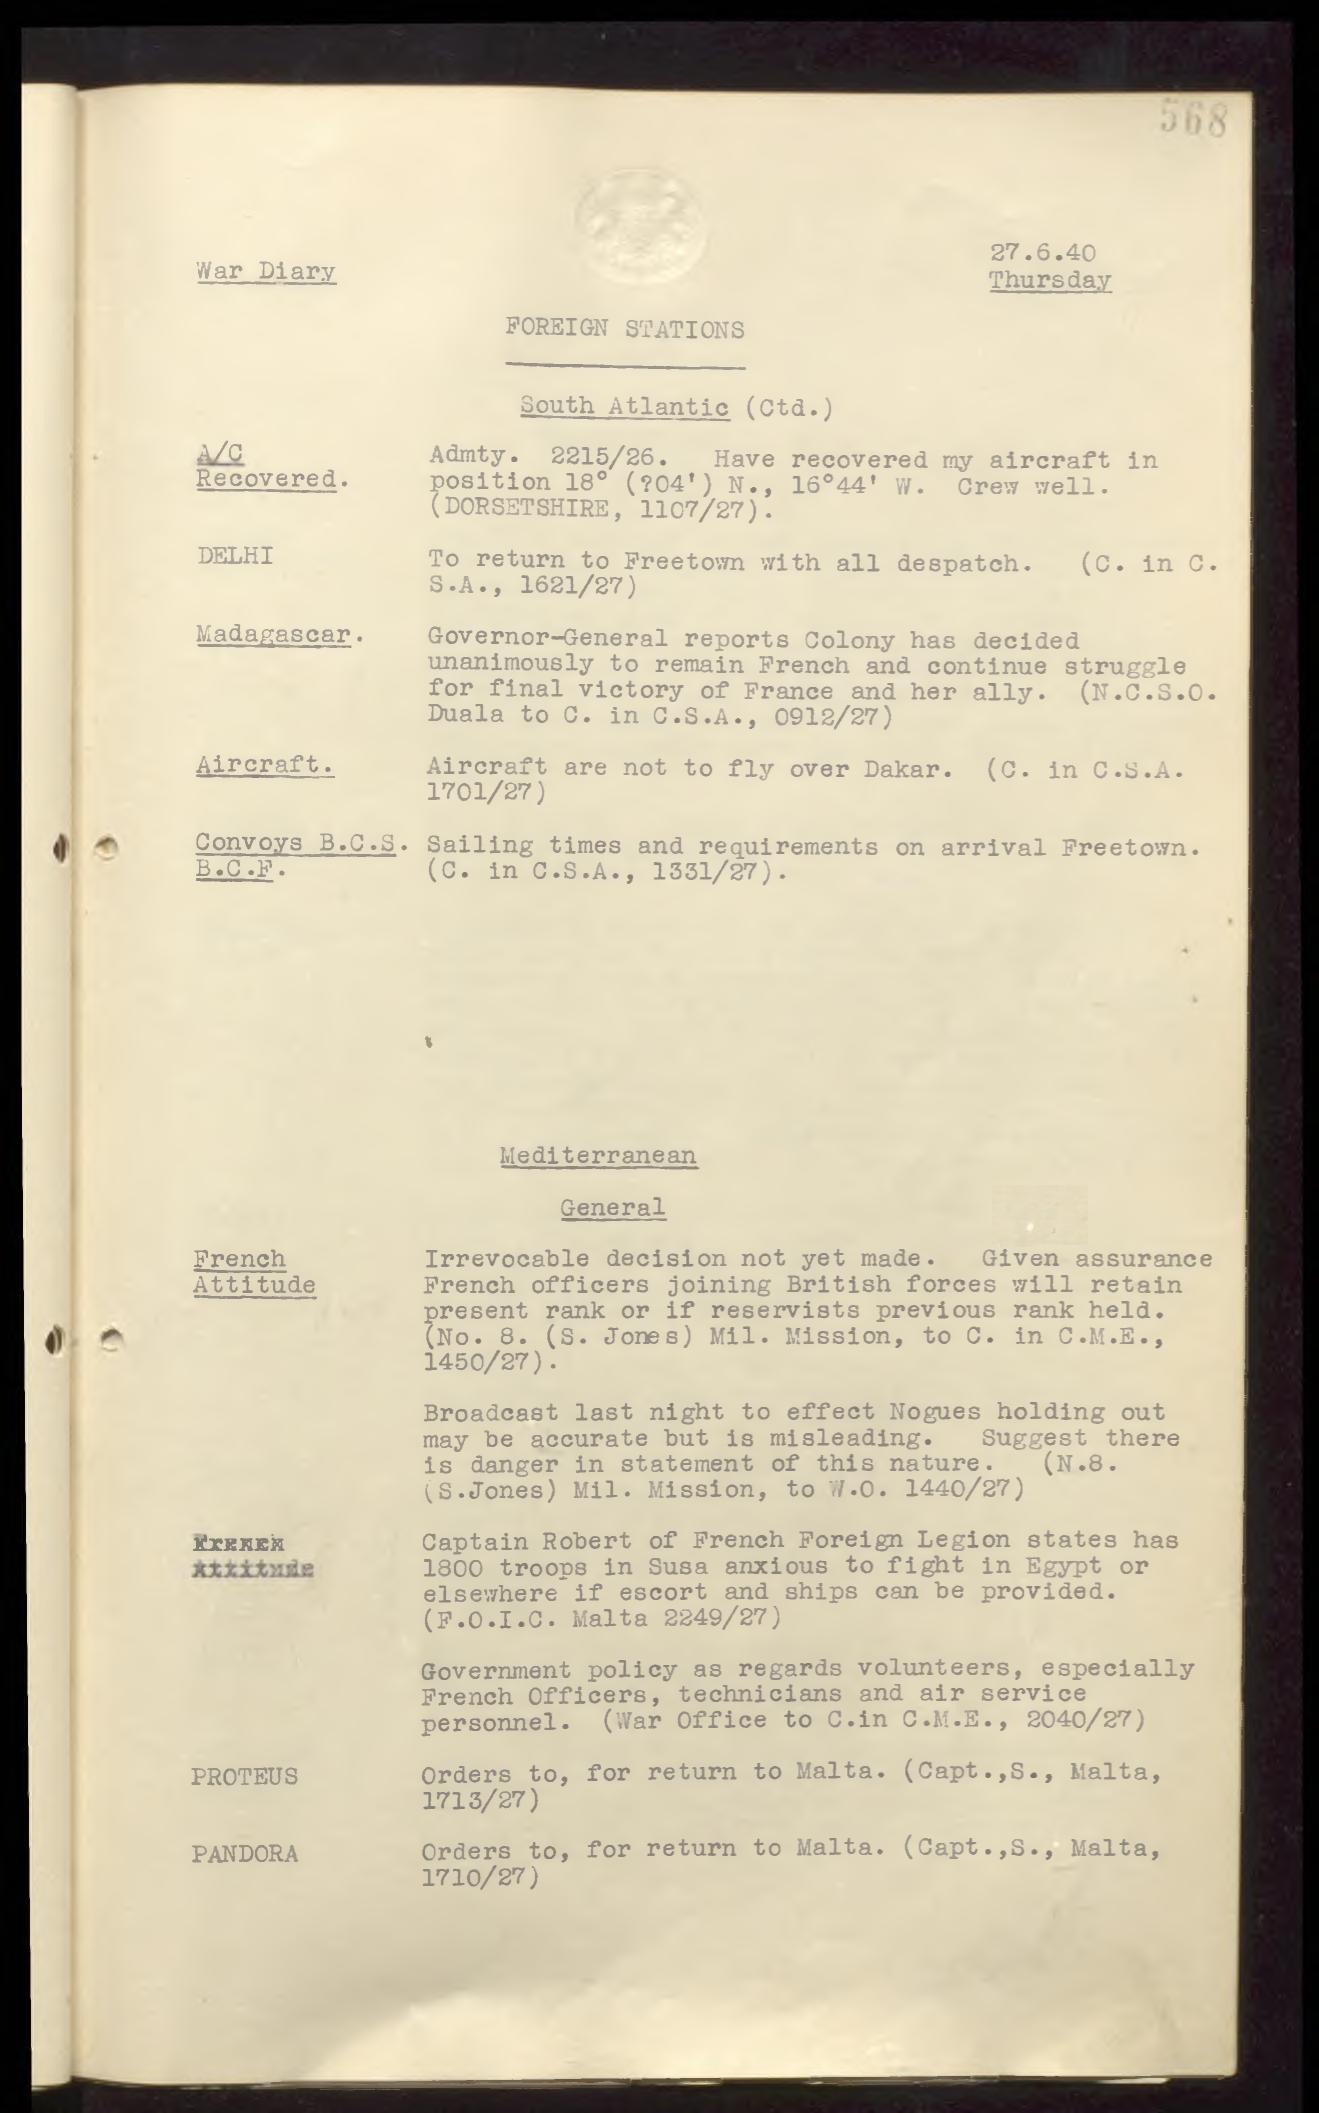 568
War Diary
27.6.40
Thursday
FOREIGN STATIONS
South Atlantic (Ctd.)
A/C
Recovered.
Admty. 2215/26. Have recovered my aircraft in
position 18° (?04') N., 16°44' W. Crew well.
(DORSETSHIRE, 1107/27).
DELHI
To return to Freetown with all despatch. (C. in C.
S.A., 1621/27)
Madagascar.
Governor-General reports Colony has decided
unanimously to remain French and continue struggle
for final victory of France and her ally. (N.C.S.O.
Duala to C. in C.S.A., 0912/27)
Aircraft.
Aircraft are not to fly over Dakar. (C. in C.S.A.
1701/27)
Convoys B.C.S.
B.C.F.
Sailing times and requirements on arrival Freetown.
(C. in C.S.A., 1331/27).
Mediterranean
General
French
Attitude
Irrevocable decision not yet made. Given assurance
French officers joining British forces will retain
present rank or if reservists previous rank held.
(No. 8. (S. Jones) Mil. Mission, to C. in C.M.E.,
1450/27).
Broadcast last night to effect Nogues holding out
may be accurate but is misleading. Suggest there
is danger in statement of this nature. (N.8.
(S.Jones) Mil. Mission, to W.O. 1440/27)
French
Attitude
Captain Robert of French Foreign Legion states has
1800 troops in Susa anxious to fight in Egypt or
elsewhere if escort and ships can be provided.
(F.O.I.C. Malta 2249/27)
Government policy as regards volunteers, especially
French Officers, technicians and air service
personnel. (War Office to C.in C.M.E., 2040/27)
PROTEUS
Orders to, for return to Malta. (Capt.,S., Malta,
1713/27)
PANDORA
Orders to, for return to Malta. (Capt.,S., Malta,
1710/27)